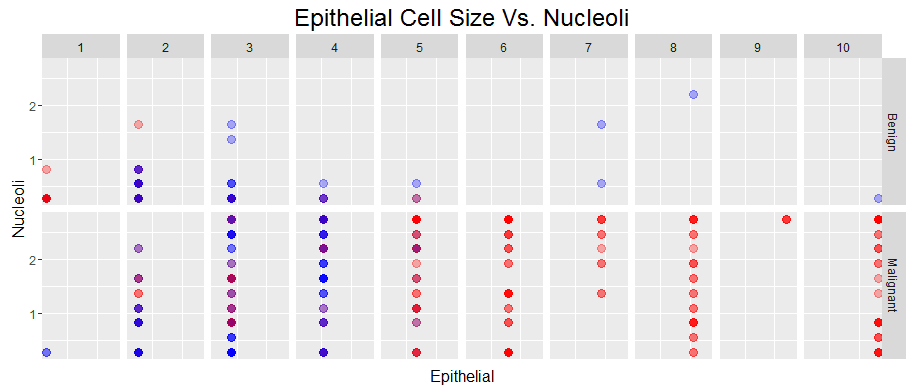 Epithelial Cell Size Vs. Nucleoli
1 2 3 4 5 6 7 8 9 10
Nucleoli
2
1
Benign
2
1
Malignant
Epithelial